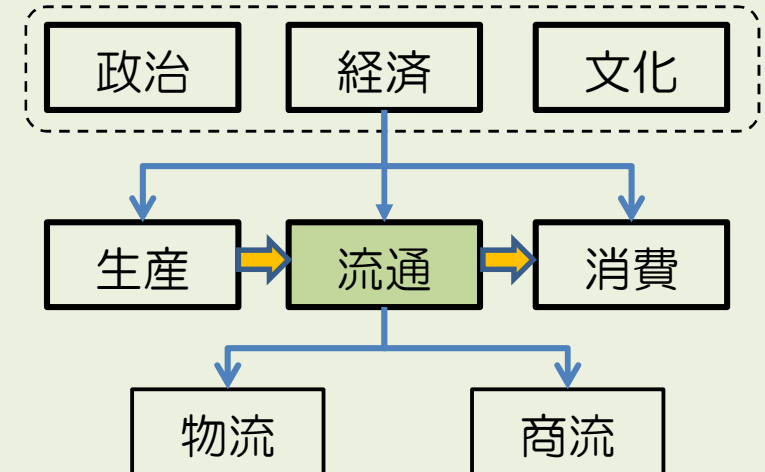 政治 経済 文化
生産 流通 消費
物流 商流